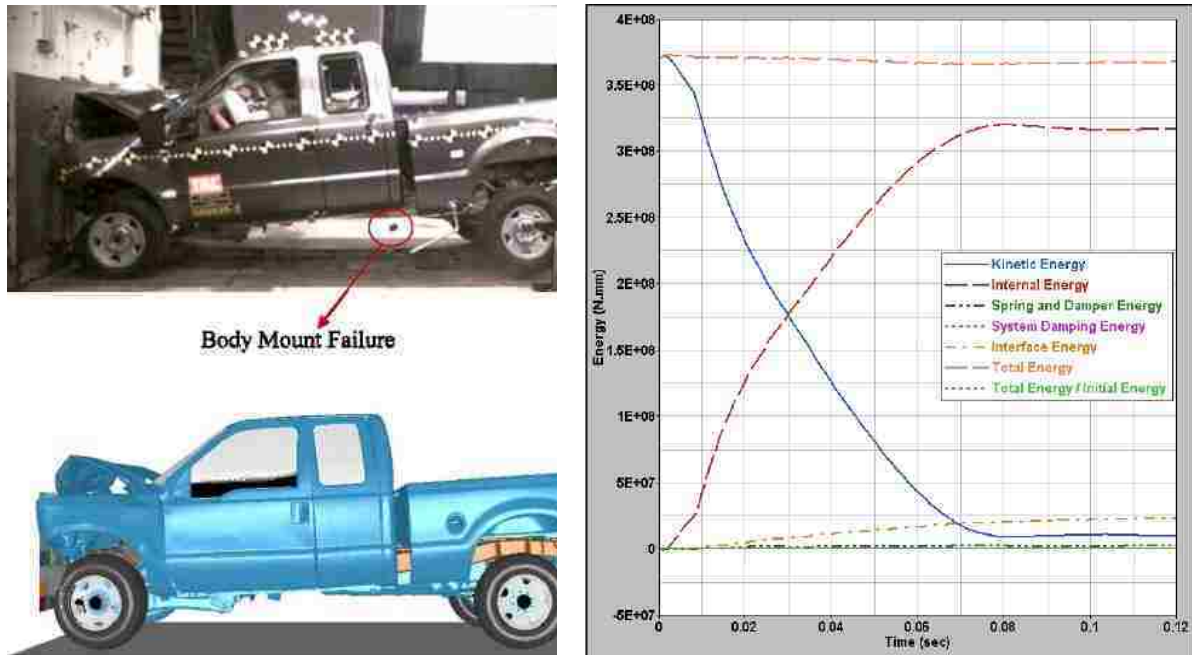 Body Mount Failure
4E+08
3.5E+08
3E+08
2.5E+08
2E+08
1.5E+08
1E+08
5E+07
0
-5E+07
Energy (N.mm)
Kinetic Energy
Internal Energy
Spring and Damper Energy
System Damping Energy
Interface Energy
Total Energy
Total Energy / Initial Energy
0
0.02
0.04
0.06
0.08
0.1
0.12
Time (sec)